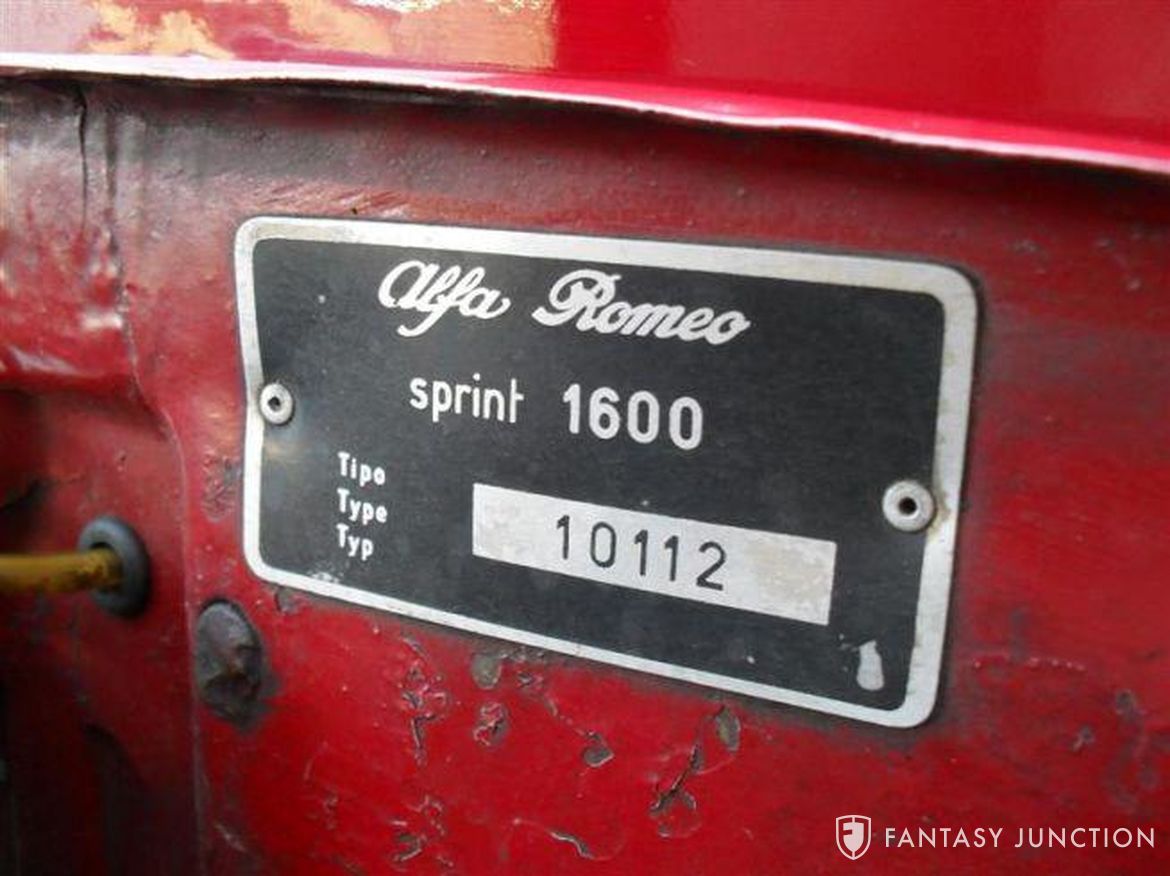 Alfa Romeo
sprint 1600
Tipo
Type
Typ
10112
FANTASY JUNCTION